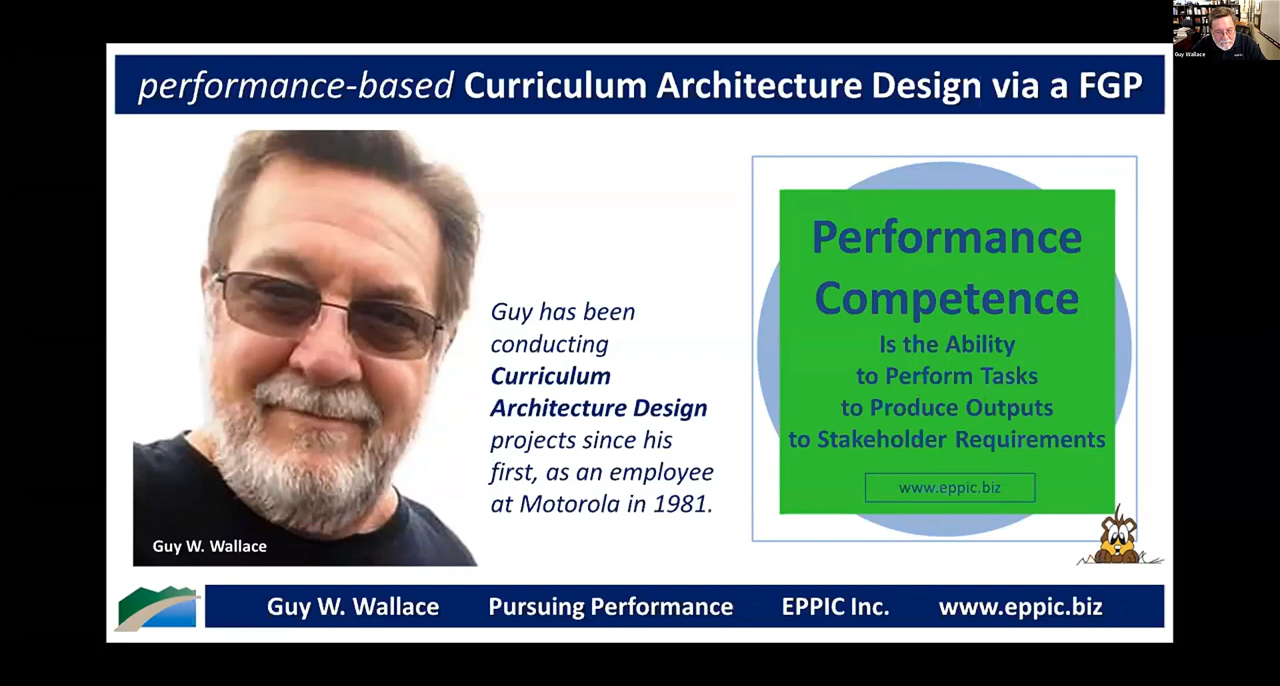 performance-based Curriculum Architecture Design via a FGP
Guy Wallace
Guy has been
conducting
Curriculum
Architecture Design
projects since his
first, as an employee
at Motorola in 1981.
Guy W. Wallace
Performance
Competence
Is the Ability
to Perform Tasks
to Produce Outputs
to Stakeholder Requirements
www.eppic.biz
Guy W. Wallace Pursuing Performance EPPIC Inc. www.eppic.biz